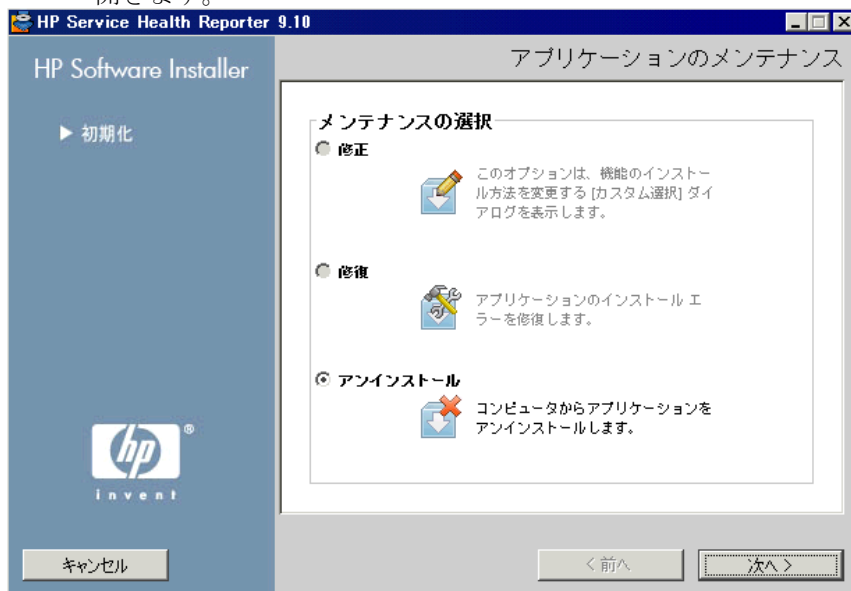 開きます。
HP Service Health Reporter 9.10
HP Software Installer
アプリケーションのメンテナンス
▶ 初期化
メンテナンスの選択
修正
このオプションは、機能のインストー
ル方法を変更する [カスタム選択] ダイ
アログを表示します。
修復
アプリケーションのインストール エ
ラーを修復します。
アンインストール
コンピュータからアプリケーションを
アンインストールします。
hp
®
invent
キャンセル
< 前へ
次へ >